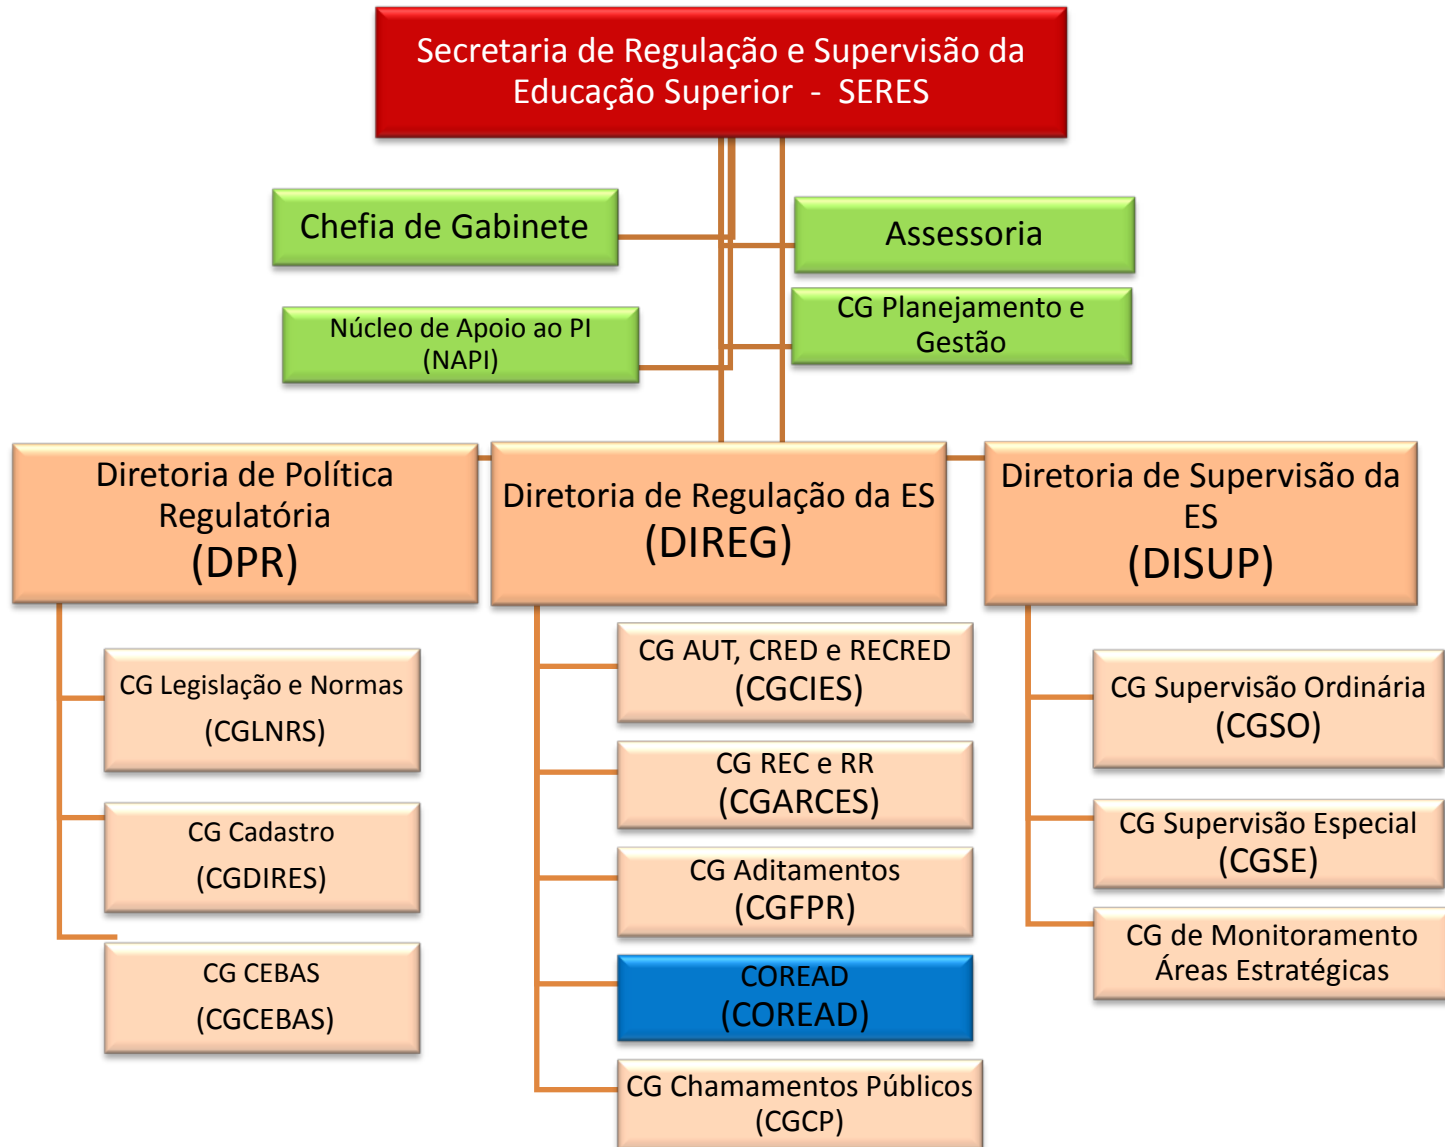 Secretaria de Regulação e Supervisão da
Educação Superior - SERES
Chefia de Gabinete
Assessoria
Núcleo de Apoio ao PI
(NAPI)
CG Planejamento e
Gestão
Diretoria de Política
Regulatória
(DPR)
Diretoria de Regulação da ES
(DIREG)
Diretoria de Supervisão da
ES
(DISUP)
CG Legislação e Normas
(CGLNRS)
CG Cadastro
(CGDIRES)
CG CEBAS
(CGCEBAS)
CG AUT, CRED e RECRED
(CGCIES)
CG REC e RR
(CGARCES)
CG Aditamentos
(CGFPR)
COREAD
(COREAD)
CG Chamamentos Públicos
(CGCP)
CG Supervisão Ordinária
(CGSO)
CG Supervisão Especial
(CGSE)
CG de Monitoramento
Áreas Estratégicas